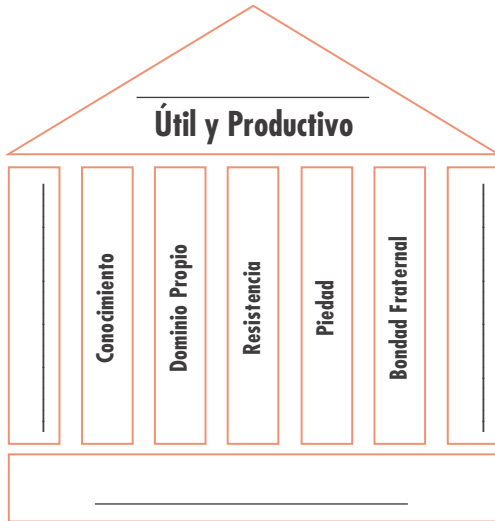 Útil y Productivo
Conocimiento
Dominio Propio
Resistencia
Piedad
Bondad Fraternal